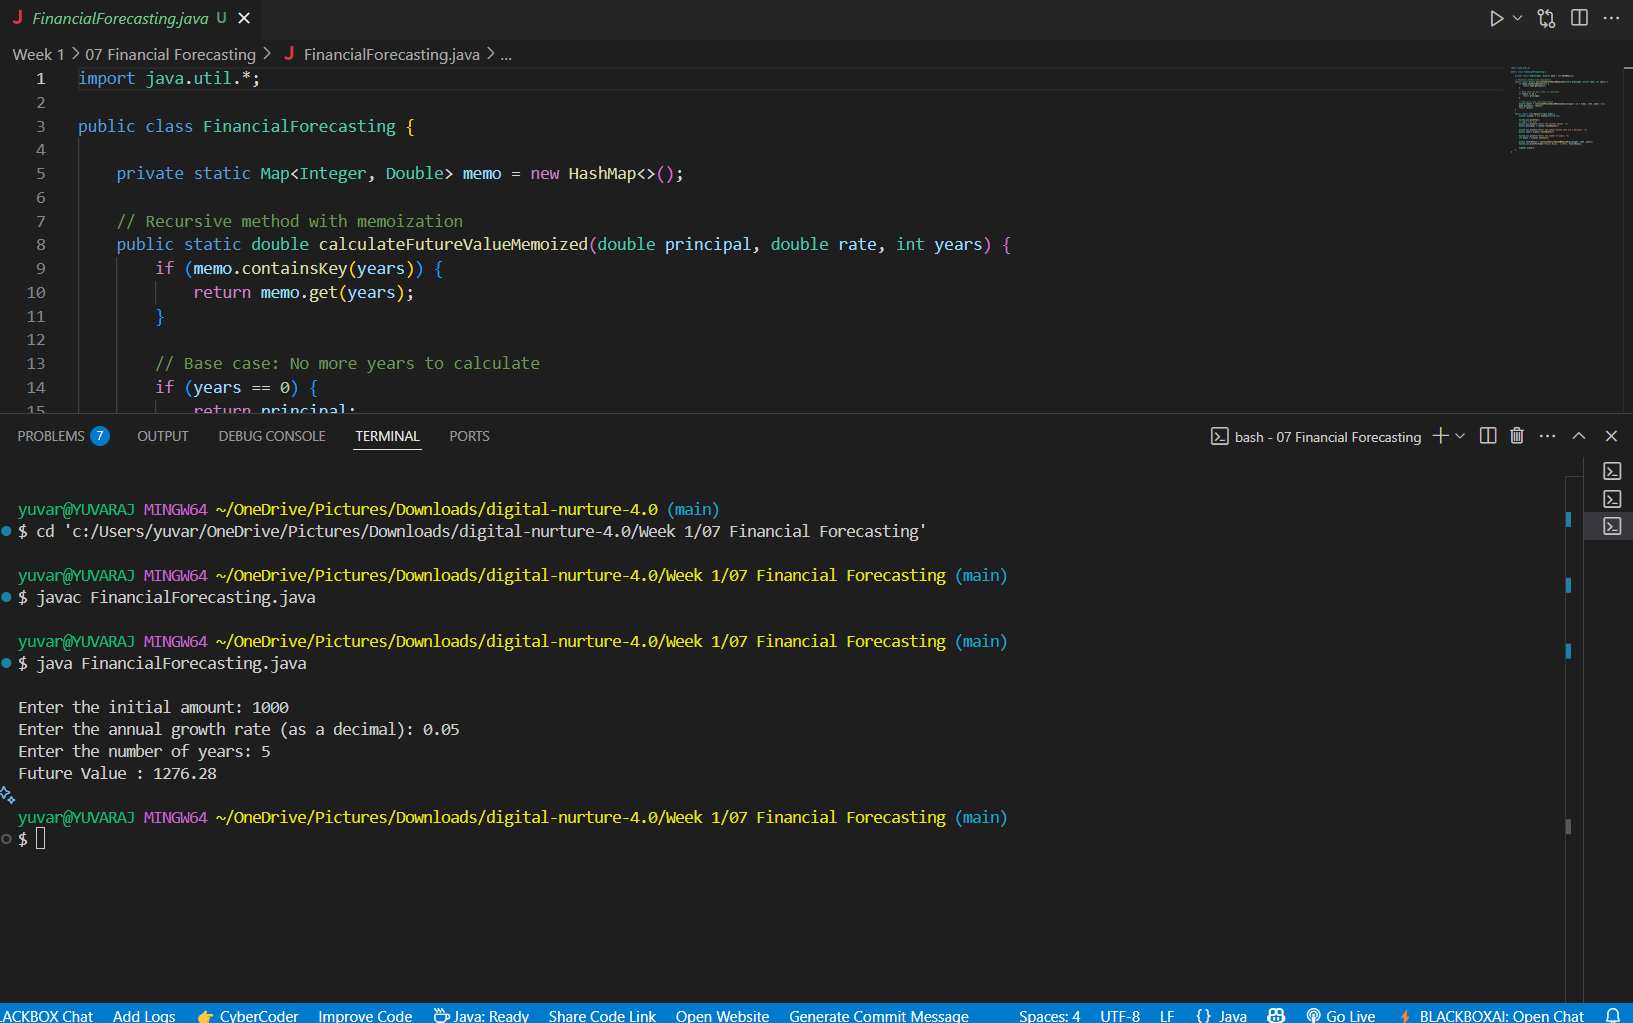 J FinancialForecasting.java U
Week 1 > 07 Financial Forecasting > J FinancialForecasting.java > ...
1 import java.util.*;
2
3 public class FinancialForecasting {
4
5 private static Map<Integer, Double> memo = new HashMap<>();
6
7 // Recursive method with memoization
8 public static double calculateFutureValueMemoized(double principal, double rate, int years) {
9 if (memo.containsKey(years)) {
10 return memo.get(years);
11 }
12
13 // Base case: No more years to calculate
14 if (years == 0) {
15 return principal;
PROBLEMS 7 OUTPUT DEBUG CONSOLE TERMINAL PORTS bash - 07 Financial Forecasting
yuvar@YUVARAJ MINGW64 ~/OneDrive/Pictures/Downloads/digital-nurture-4.0 (main)
$ cd 'c:/Users/yuvar/OneDrive/Pictures/Downloads/digital-nurture-4.0/Week 1/07 Financial Forecasting'
yuvar@YUVARAJ MINGW64 ~/OneDrive/Pictures/Downloads/digital-nurture-4.0/Week 1/07 Financial Forecasting (main)
$ javac FinancialForecasting.java
yuvar@YUVARAJ MINGW64 ~/OneDrive/Pictures/Downloads/digital-nurture-4.0/Week 1/07 Financial Forecasting (main)
$ java FinancialForecasting.java
Enter the initial amount: 1000
Enter the annual growth rate (as a decimal): 0.05
Enter the number of years: 5
Future Value : 1276.28
yuvar@YUVARAJ MINGW64 ~/OneDrive/Pictures/Downloads/digital-nurture-4.0/Week 1/07 Financial Forecasting (main)
$
LACKBOX Chat Add Logs CyberCoder Improve Code Java: Ready Share Code Link Open Website Generate Commit Message Spaces: 4 UTF-8 LF {} Java Go Live BLACKBOXAI: Open Chat